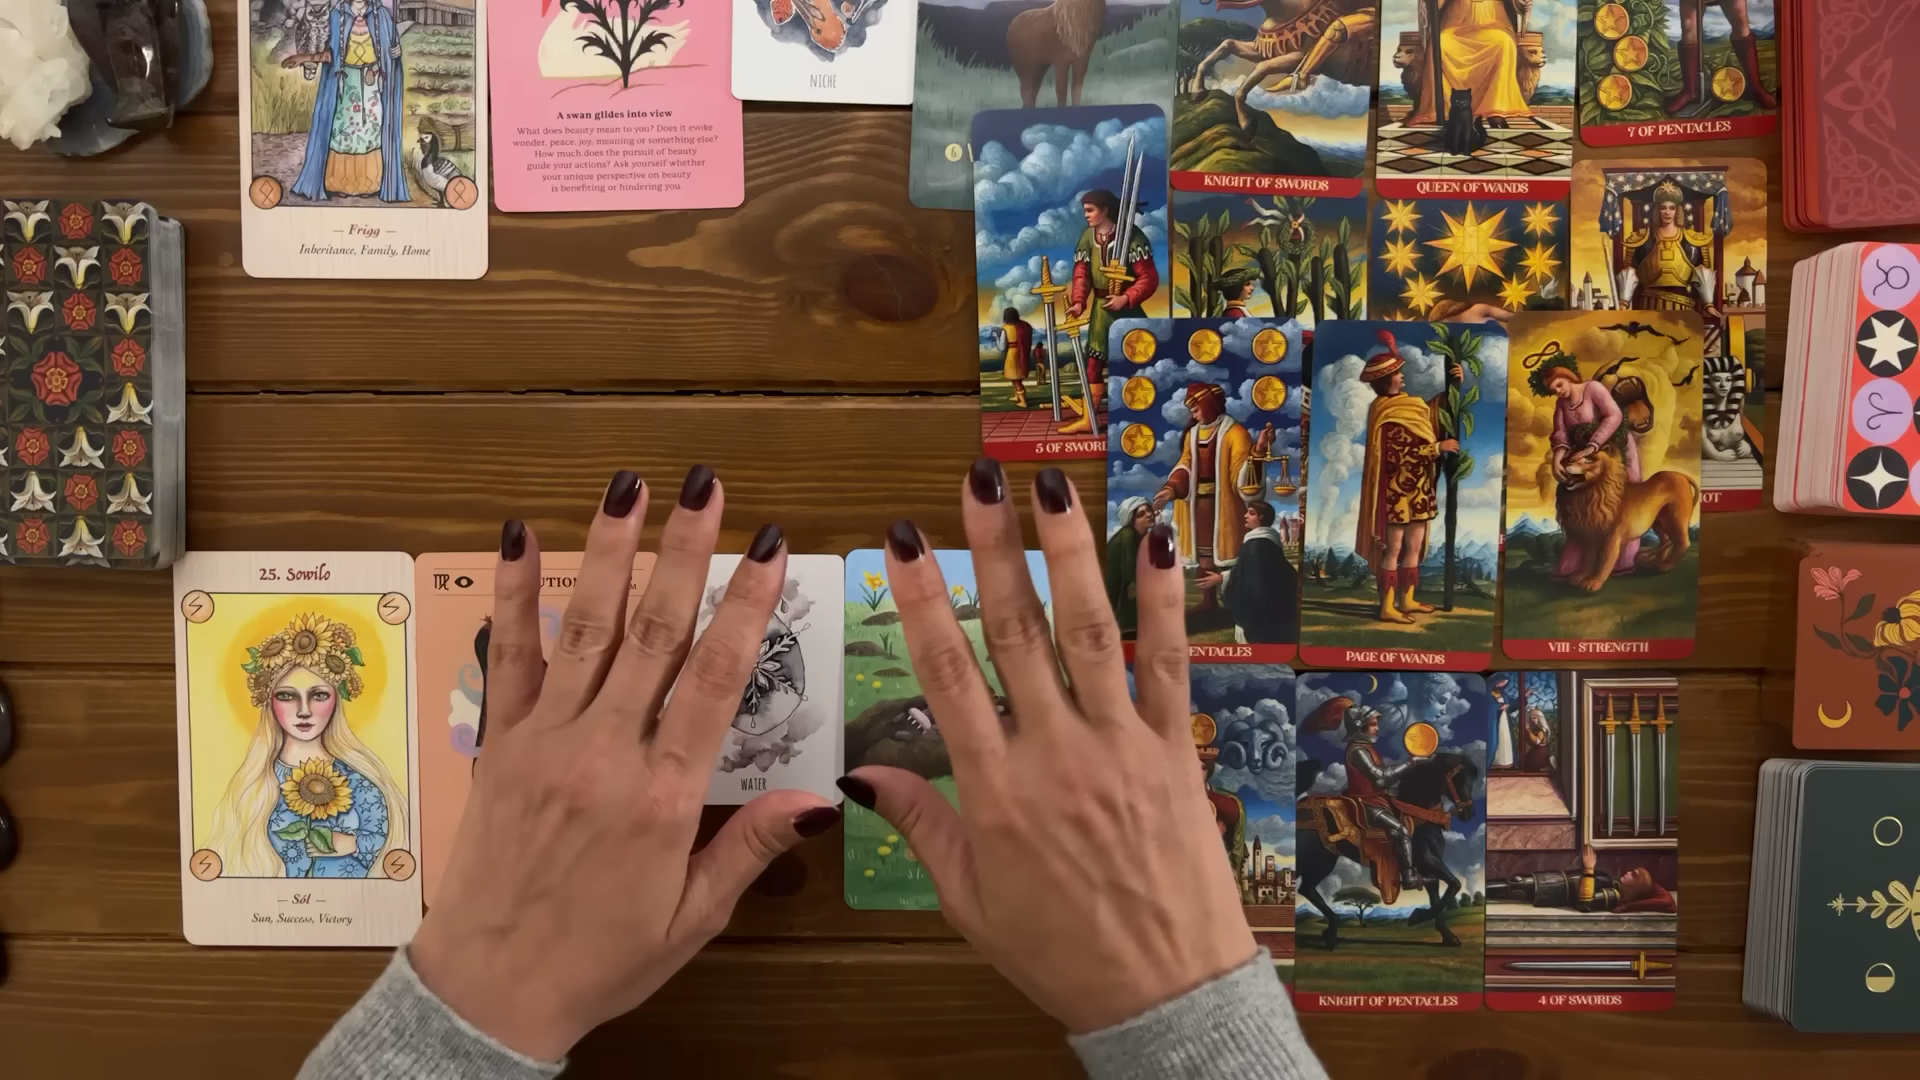 — Frigg —
Inheritance, Family, Home
A swan glides into view
What does beauty mean to you? Does it evoke
wonder, peace, joy, meaning or something else?
How much does the pursuit of beauty
guide your actions? Ask yourself whether
your unique perspective on beauty
is benefiting or hindering you.
NICHE
6
KNIGHT OF SWORDS
QUEEN OF WANDS
7 OF PENTACLES
5 OF SWOR
ENTACLES
PAGE OF WANDS
VIII · STRENGTH
IOT
25. Sowilo
— Sól —
Sun, Success, Victory
UTION
WATER
KNIGHT OF PENTACLES
4 OF SWORDS